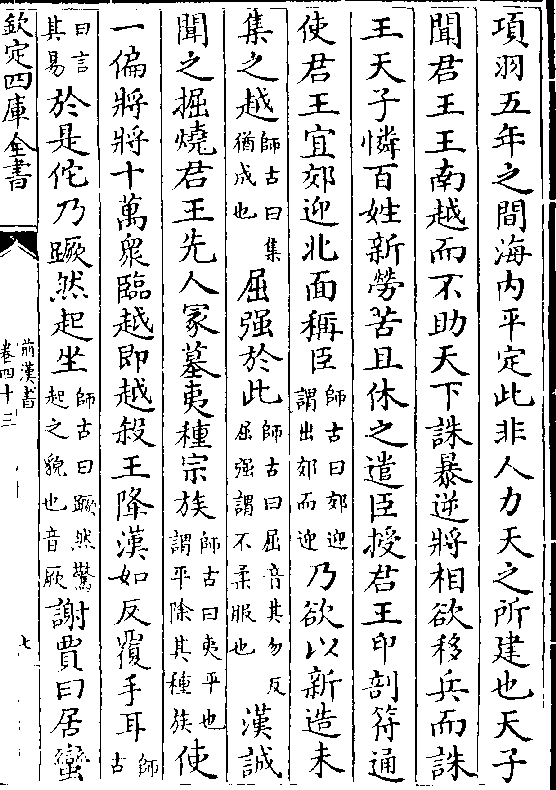 項羽五年之間海内平定此非人力天之所建也天子
聞君王王南越而不助天下誅暴逆將相欲移兵而誅
王天子憐百姓新勞苦且休之遣臣授君王印剖符通
使君王宜郊迎北面稱臣師古曰郊迎謂出郊而迎乃欲以新造未
集之越師古曰集猶成也屈强於此師古曰屈音其勿反屈强謂不柔服也漢誠
聞之掘燒君王先人冢墓夷種宗族師古曰夷平也謂平除其種族使
一偏將將十萬衆臨越即越殺王降漢如反覆手耳師古
曰言其易於是佗乃蹶然起坐師古曰蹶然驚起之貌也音厥謝賈曰居蠻
欽定四庫全書
前漢書
卷四十三
七